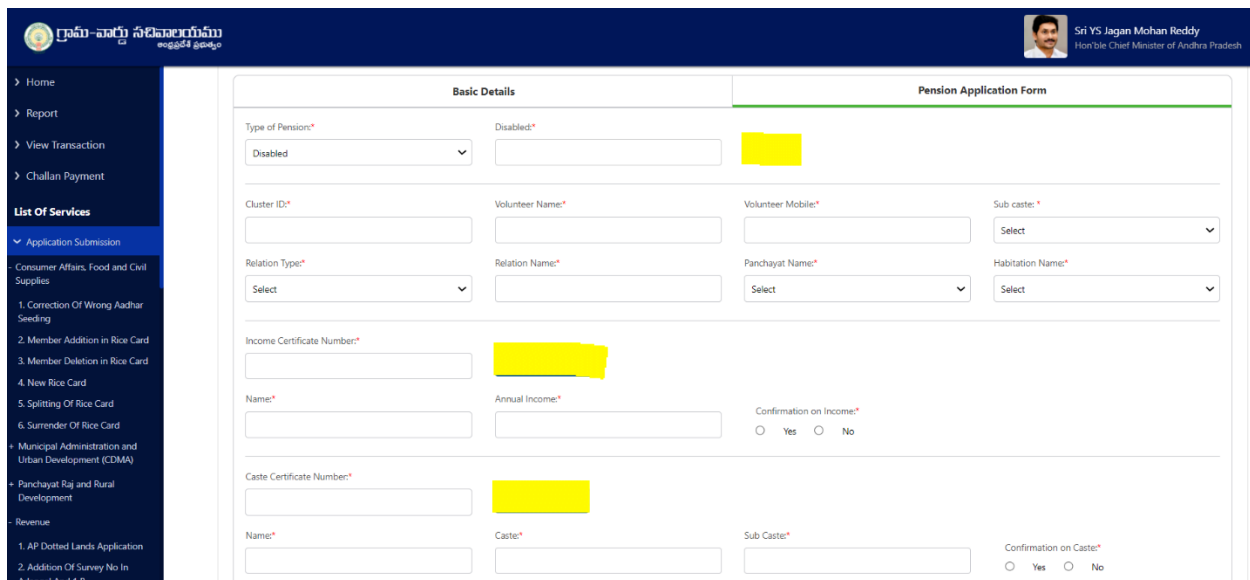 గ్రామ-వార్డు సచివాలయము
ఆంధ్రప్రదేశ్ ప్రభుత్వం
Sri YS Jagan Mohan Reddy
Hon'ble Chief Minister of Andhra Pradesh
Home
Report
View Transaction
Challan Payment
List Of Services
Application Submission
- Consumer Affairs, Food and Civil
Supplies
1. Correction Of Wrong Aadhar
Seeding
2. Member Addition in Rice Card
3. Member Deletion in Rice Card
4. New Rice Card
5. Splitting Of Rice Card
6. Surrender Of Rice Card
+ Municipal Administration and
Urban Development (CDMA)
+ Panchayat Raj and Rural
Development
- Revenue
1. AP Dotted Lands Application
2. Addition Of Survey No In
Basic Details
Pension Application Form
Type of Pension:* Disabled:*
Disabled
Cluster ID:* Volunteer Name:* Volunteer Mobile:* Sub caste: *
Select
Relation Type:* Relation Name:* Panchayat Name:* Habitation Name:*
Select Select Select
Income Certificate Number:*
Name:* Annual Income:* Confirmation on Income:*
Yes No
Caste Certificate Number:*
Name:* Caste:* Sub Caste:* Confirmation on Caste:*
Yes No